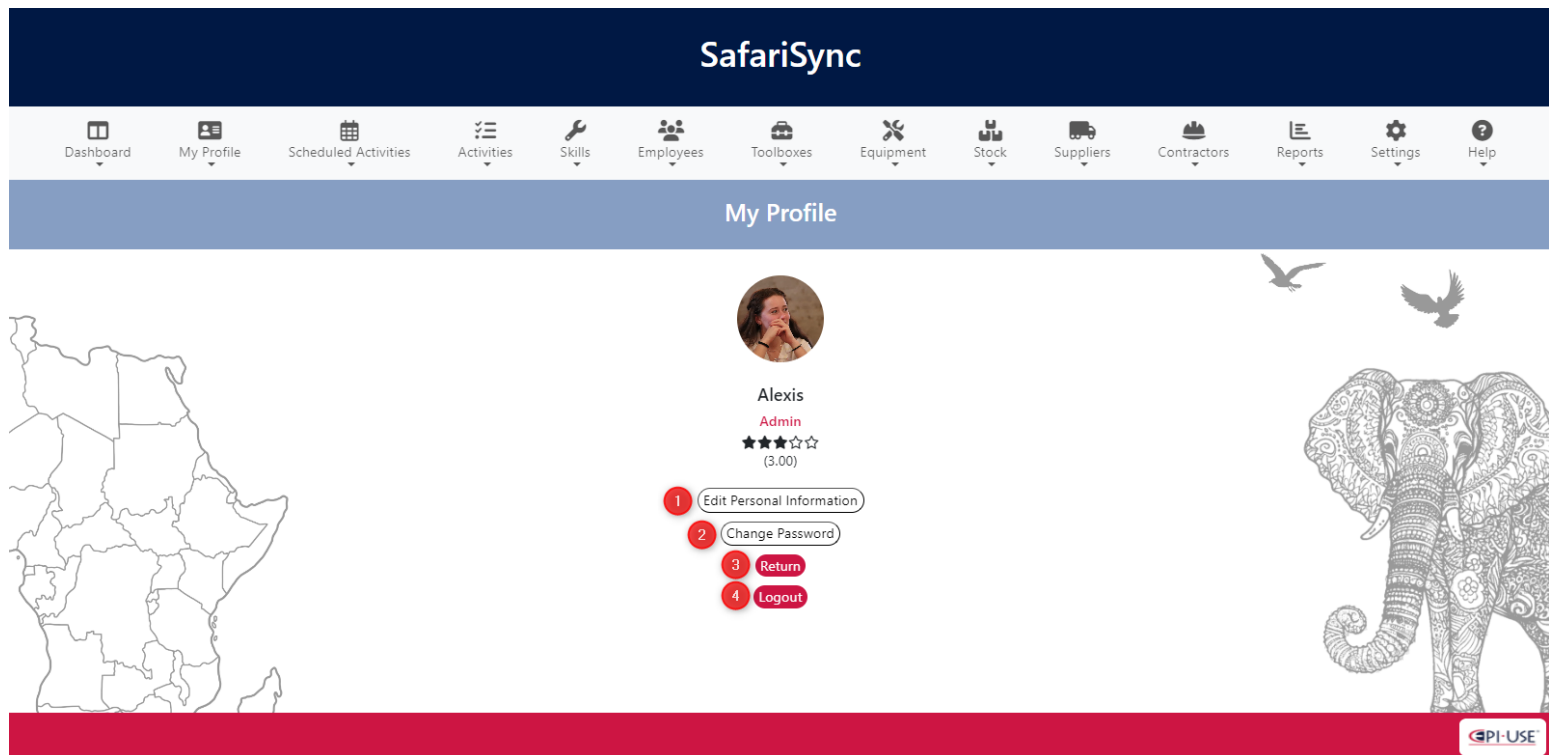 SafariSync
Dashboard My Profile Scheduled Activities Activities Skills Employees Toolboxes Equipment Stock Suppliers Contractors Reports Settings Help
My Profile
Alexis
Admin
(3.00)
1 Edit Personal Information
2 Change Password
3 Return
4 Logout
EPI-USE